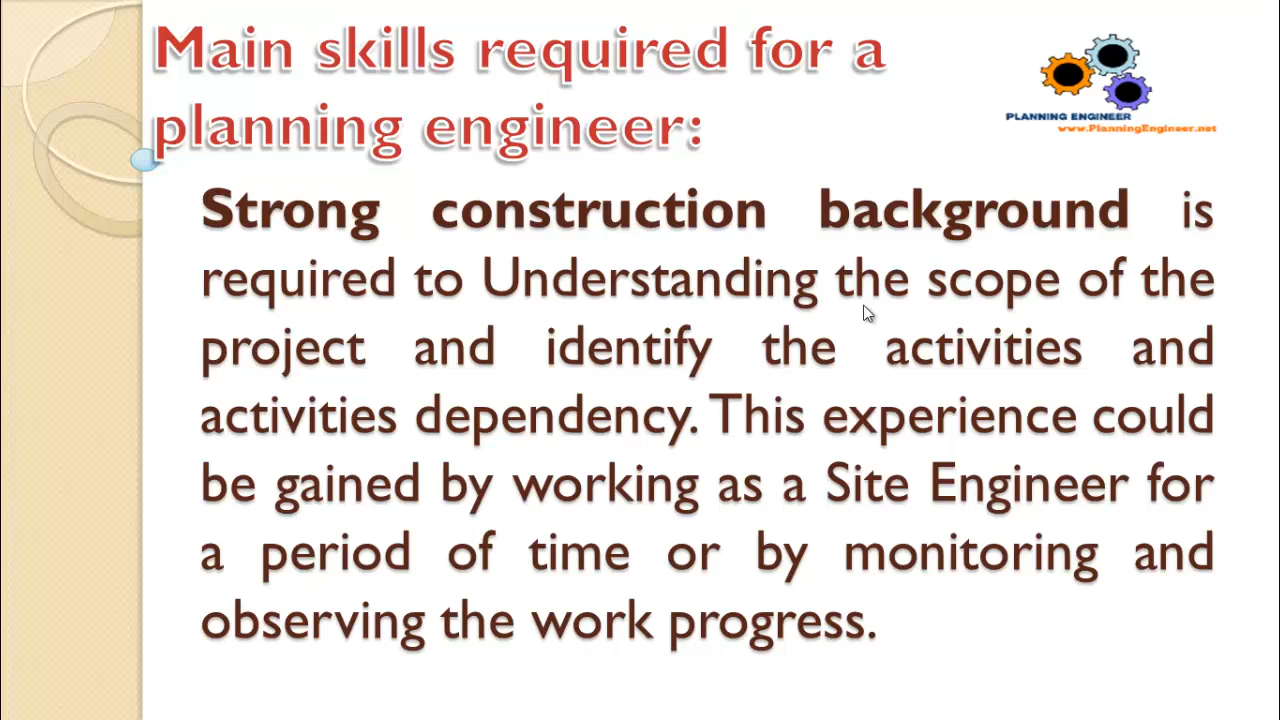 Main skills required for a
planning engineer:
PLANNING ENGINEER
www.PlanningEngineer.net
Strong construction background is
required to Understanding the scope of the
project and identify the activities and
activities dependency. This experience could
be gained by working as a Site Engineer for
a period of time or by monitoring and
observing the work progress.